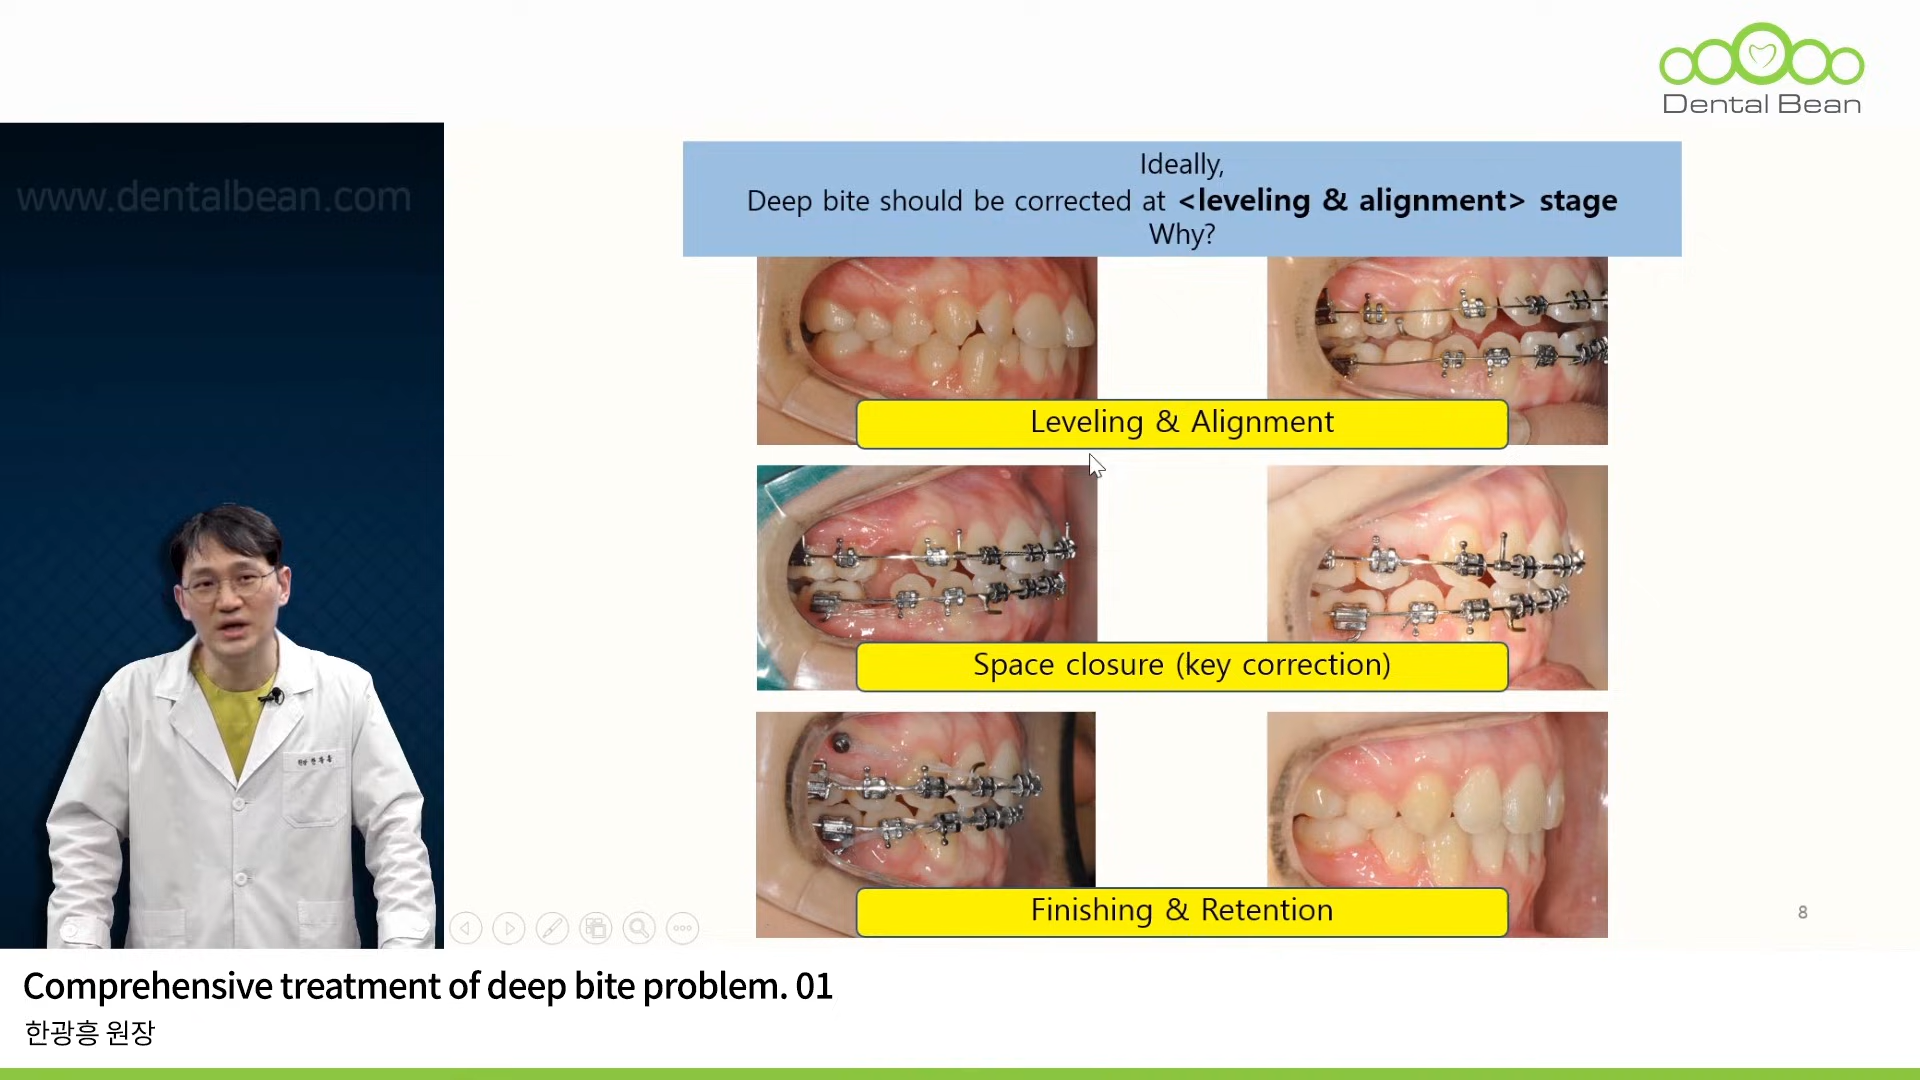 Dental Bean
www.dentalbean.com
Ideally,
Deep bite should be corrected at <leveling & alignment> stage
Why?
Leveling & Alignment
Space closure (key correction)
Finishing & Retention
8
Comprehensive treatment of deep bite problem. 01
한광흥 원장